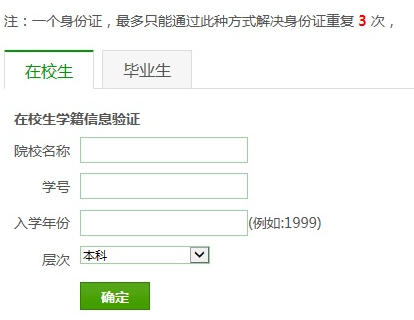 注：一个身份证，最多只能通过此种方式解决身份证重复 3 次，
在校生 毕业生
在校生学籍信息验证
院校名称
学号
入学年份 (例如:1999)
层次 本科
确定